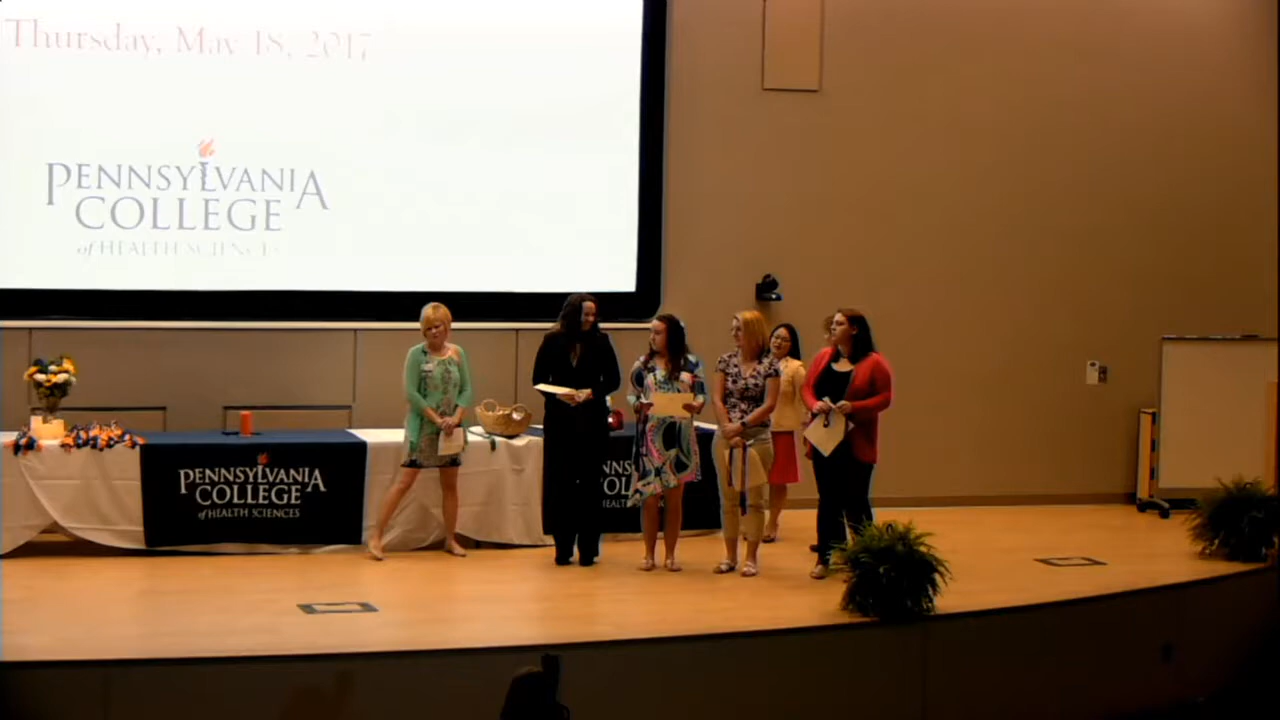 Thursday, May 18, 2017
PENNSYLVANIA
COLLEGE
of HEALTH SCIENCES
PENNSYLVANIA
COLLEGE
of HEALTH SCIENCES